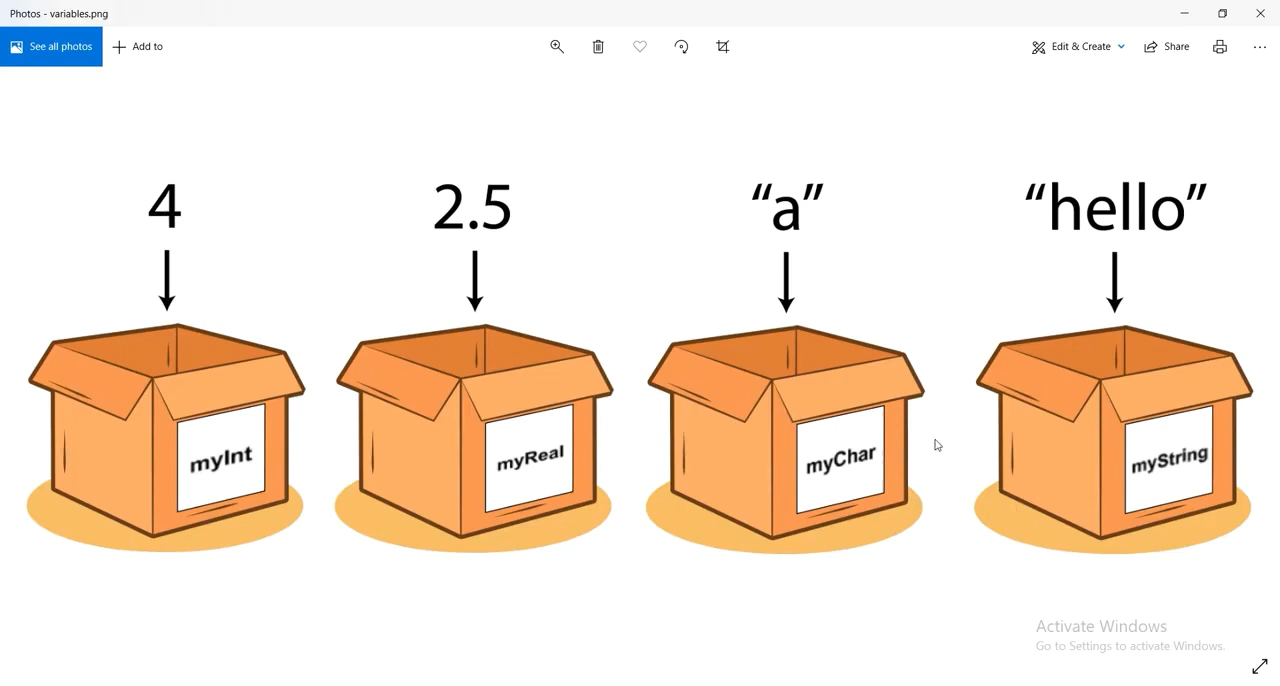 Photos - variables.png
See all photos
Add to
Edit & Create
Share
4
2.5
“a”
“hello”
myInt
myReal
myChar
myString
Activate Windows
Go to Settings to activate Windows.